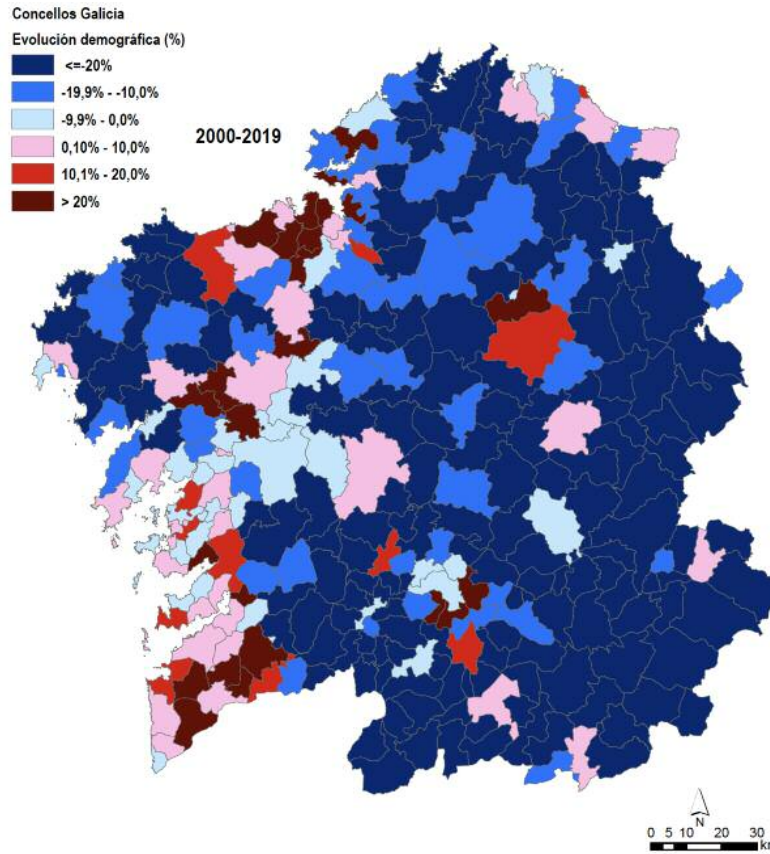 Concellos Galicia
Evolución demográfica (%)
<=-20%
-19,9% - -10,0%
-9,9% - 0,0%
0,10% - 10,0%
10,1% - 20,0%
> 20%
2000-2019
N
0 5 10 20 30
km